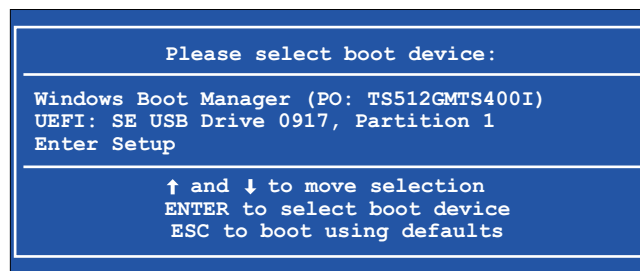 Please select boot device:
Windows Boot Manager (PO: TS512GMTS400I)
UEFI: SE USB Drive 0917, Partition 1
Enter Setup
↑ and ↓ to move selection
ENTER to select boot device
ESC to boot using defaults